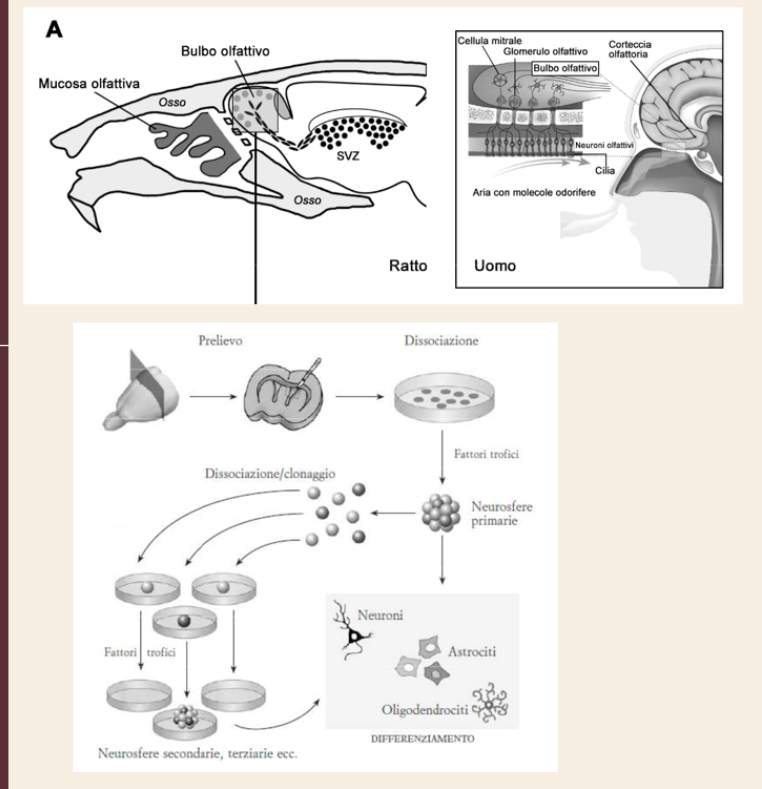 A
Bulbo olfattivo
Mucosa olfattiva
Osso
SVZ
Osso
Ratto
Cellula mitrale
Glomerulo olfattivo
Bulbo olfattivo
Corteccia
olfattoria
Neuroni olfattivi
Cilia
Aria con molecole odorifere
Uomo
Prelievo
Dissociazione
Fattori trofici
Dissociazione/clonaggio
Neurosfere
primarie
Neuroni
Fattori trofici
Astrociti
Oligodendrociti
DIFFERENZIAMENTO
Neurosfere secondarie, terziarie ecc.